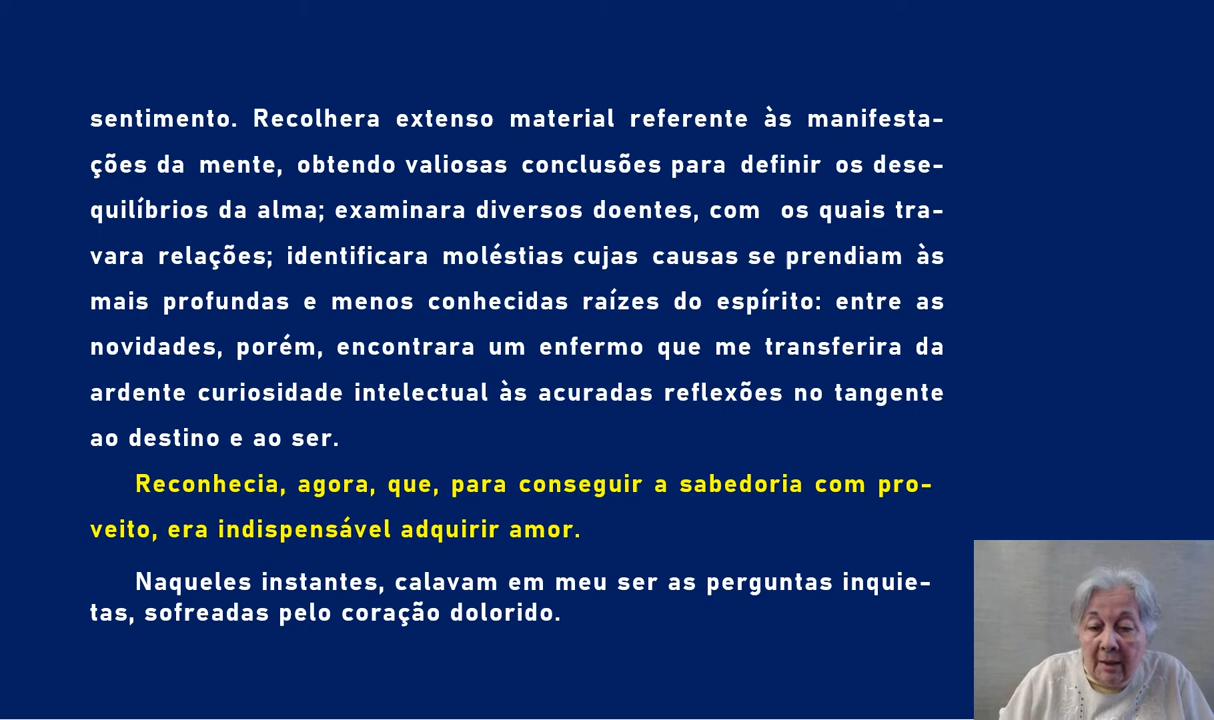 sentimento. Recolhera extenso material referente às manifesta-
ções da mente, obtendo valiosas conclusões para definir os dese-
quilíbrios da alma; examinara diversos doentes, com os quais tra-
vara relações; identificara moléstias cujas causas se prendiam às
mais profundas e menos conhecidas raízes do espírito: entre as
novidades, porém, encontrara um enfermo que me transferira da
ardente curiosidade intelectual às acuradas reflexões no tangente
ao destino e ao ser.
Reconhecia, agora, que, para conseguir a sabedoria com pro-
veito, era indispensável adquirir amor.
Naqueles instantes, calavam em meu ser as perguntas inquie-
tas, sofreadas pelo coração dolorido.